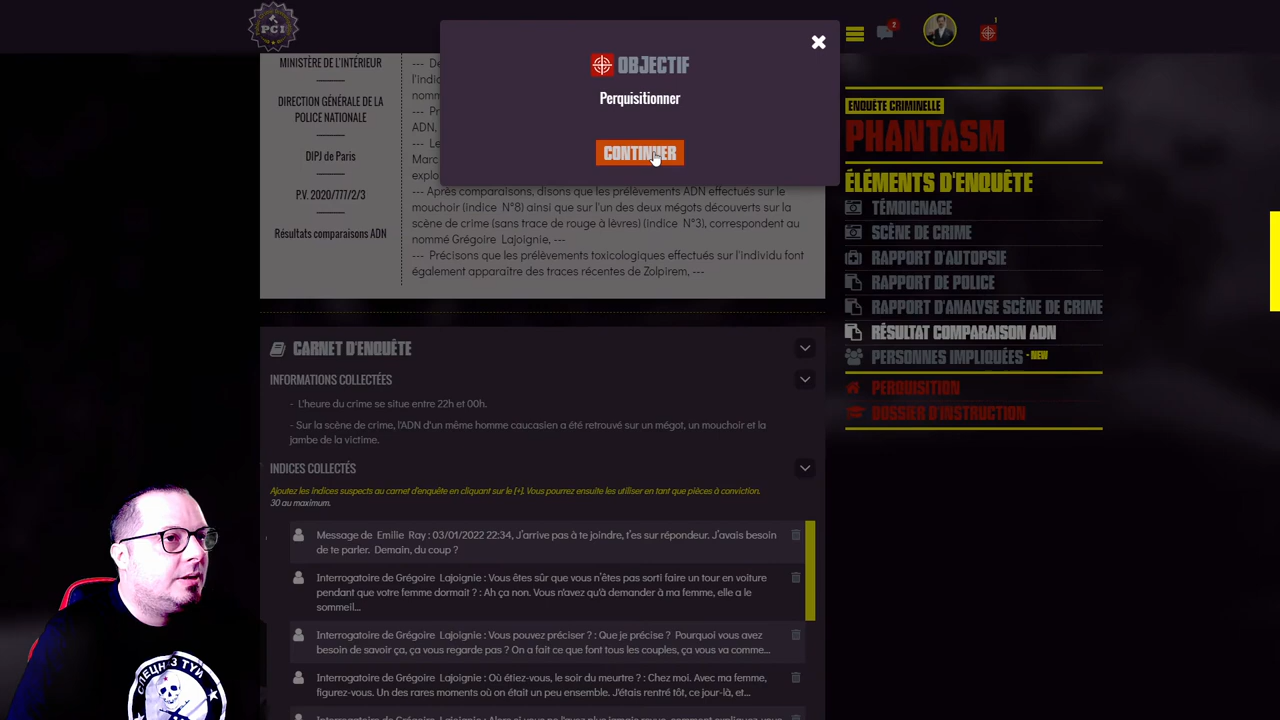 PCI
7
1
OBJECTIF
Perquisitionner
CONTINUER
MINISTÈRE DE L'INTÉRIEUR
DIRECTION GÉNÉRALE DE LA
POLICE NATIONALE
DIPJ de Paris
P.V. 2020/777/2/3
Résultats comparaisons ADN
--- De
l'indic
nomm
--- Pr
ADN,
--- Le
Marc
explo
--- Après comparaisons, disons que les prélèvements ADN effectués sur le
mouchoir (indice N°8) ainsi que sur l'un des deux mégots découverts sur la
scène de crime (sans trace de rouge à lèvres) (indice N°3), correspondent au
nommé Grégoire Lajoignie, ---
--- Précisons que les prélèvements toxicologiques effectués sur l'individu font
également apparaitre des traces récentes de Zolpirem, ---
CARNET D'ENQUÊTE
INFORMATIONS COLLECTÉES
- L'heure du crime se situe entre 22h et 00h.
- Sur la scène de crime, l'ADN d'un même homme caucasien a été retrouvé sur un mégot, un mouchoir et la
jambe de la victime.
INDICES COLLECTÉS
Ajoutez les indices suspects au carnet d'enquête en cliquant sur le [+]. Vous pourrez ensuite les utiliser en tant que pièces à conviction.
30 au maximum.
Message de Emilie Ray : 03/01/2022 22:34, J'arrive pas à te joindre, t'es sur répondeur. J'avais besoin
de te parler. Demain, du coup ?
Interrogatoire de Grégoire Lajoignie : Vous êtes sûr que vous n'êtes pas sorti faire un tour en voiture
pendant que votre femme dormait ? : Ah ça non. Vous n'avez qu'à demander à ma femme, elle a le
sommeil...
Interrogatoire de Grégoire Lajoignie : Vous pouvez préciser ? : Que je précise ? Pourquoi vous avez
besoin de savoir ça, ça vous regarde pas ? On a fait ce que font tous les couples, ça vous va comme...
Interrogatoire de Grégoire Lajoignie : Où étiez-vous, le soir du meurtre ? : Chez moi. Avec ma femme,
figurez-vous. Un des rares moments où on était un peu ensemble. J'étais rentré tôt, ce jour-là, et...
ENQUÊTE CRIMINELLE
PHANTASM
ÉLÉMENTS D'ENQUÊTE
TÉMOIGNAGE
SCÈNE DE CRIME
RAPPORT D'AUTOPSIE
RAPPORT DE POLICE
RAPPORT D'ANALYSE SCÈNE DE CRIME
RÉSULTAT COMPARAISON ADN
PERSONNES IMPLIQUÉES - NEW
PERQUISITION
DOSSIER D'INSTRUCTION
СПЕЦН З ТУИ